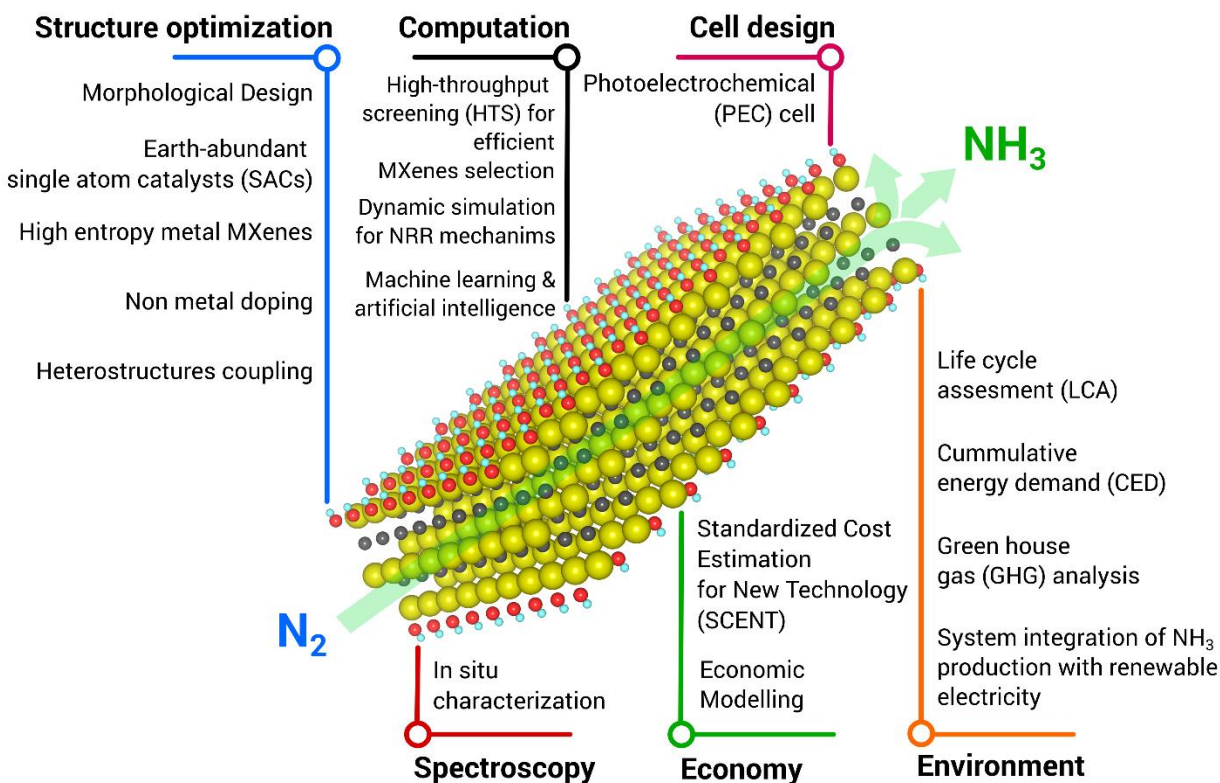 Structure optimization
Morphological Design
Earth-abundant
single atom catalysts (SACs)
High entropy metal MXenes
Non metal doping
Heterostructures coupling
Computation
High-throughput
screening (HTS) for
efficient
MXenes selection
Dynamic simulation
for NRR mechanims
Machine learning &
artificial intelligence
Cell design
Photoelectrochemical
(PEC) cell
NH₃
N₂
In situ
characterization
Spectroscopy
Standardized Cost
Estimation
for New Technology
(SCENT)
Economic
Modelling
Economy
Life cycle
assesment (LCA)
Cummulative
energy demand (CED)
Green house
gas (GHG) analysis
System integration of NH₃
production with renewable
electricity
Environment